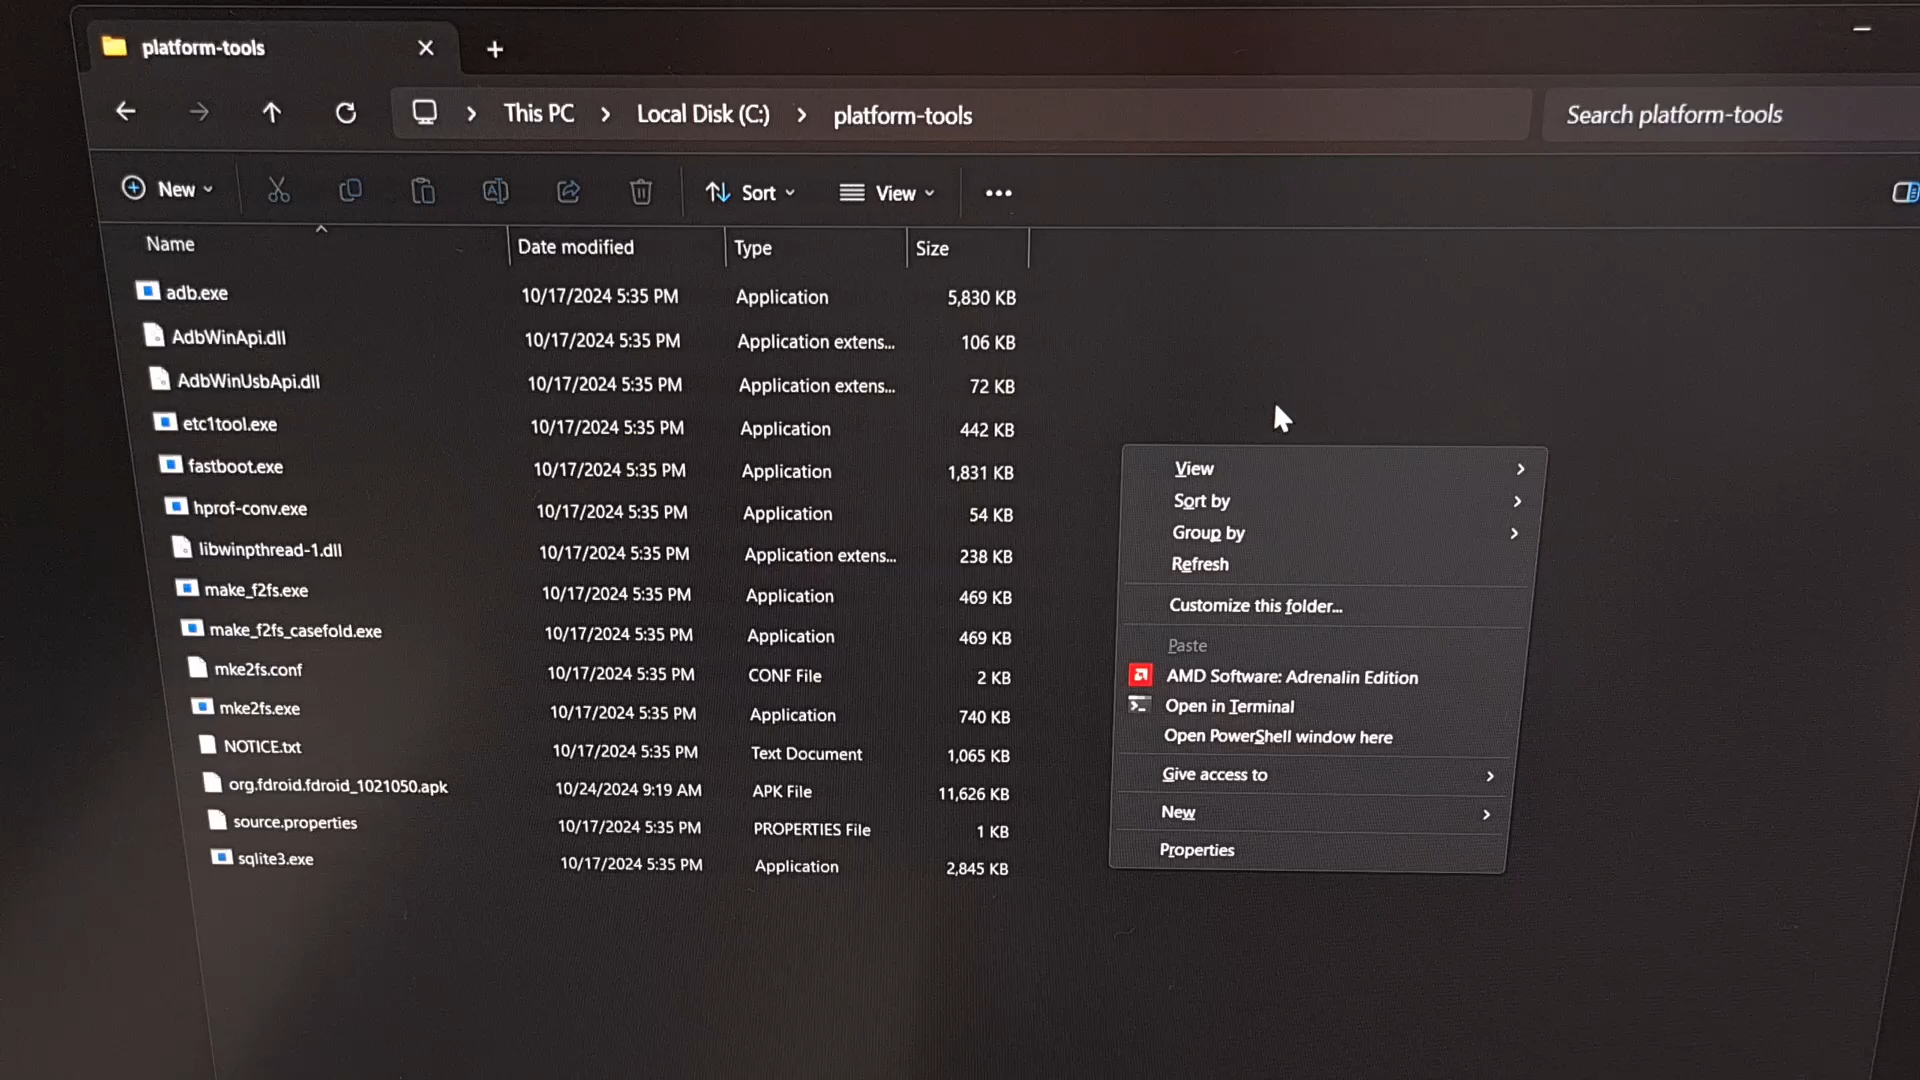 platform-tools
This PC
Local Disk (C:)
platform-tools
Search platform-tools
New
Sort
View
Name
Date modified
Type
Size
adb.exe 10/17/2024 5:35 PM Application 5,830 KB
AdbWinApi.dll 10/17/2024 5:35 PM Application extens... 106 KB
AdbWinUsbApi.dll 10/17/2024 5:35 PM Application extens... 72 KB
etc1tool.exe 10/17/2024 5:35 PM Application 442 KB
fastboot.exe 10/17/2024 5:35 PM Application 1,831 KB
hprof-conv.exe 10/17/2024 5:35 PM Application 54 KB
libwinpthread-1.dll 10/17/2024 5:35 PM Application extens... 238 KB
make_f2fs.exe 10/17/2024 5:35 PM Application 469 KB
make_f2fs_casefold.exe 10/17/2024 5:35 PM Application 469 KB
mke2fs.conf 10/17/2024 5:35 PM CONF File 2 KB
mke2fs.exe 10/17/2024 5:35 PM Application 740 KB
NOTICE.txt 10/17/2024 5:35 PM Text Document 1,065 KB
org.fdroid.fdroid_1021050.apk 10/24/2024 9:19 AM APK File 11,626 KB
source.properties 10/17/2024 5:35 PM PROPERTIES File 1 KB
sqlite3.exe 10/17/2024 5:35 PM Application 2,845 KB
View
Sort by
Group by
Refresh
Customize this folder...
Paste
AMD Software: Adrenalin Edition
Open in Terminal
Open PowerShell window here
Give access to
New
Properties